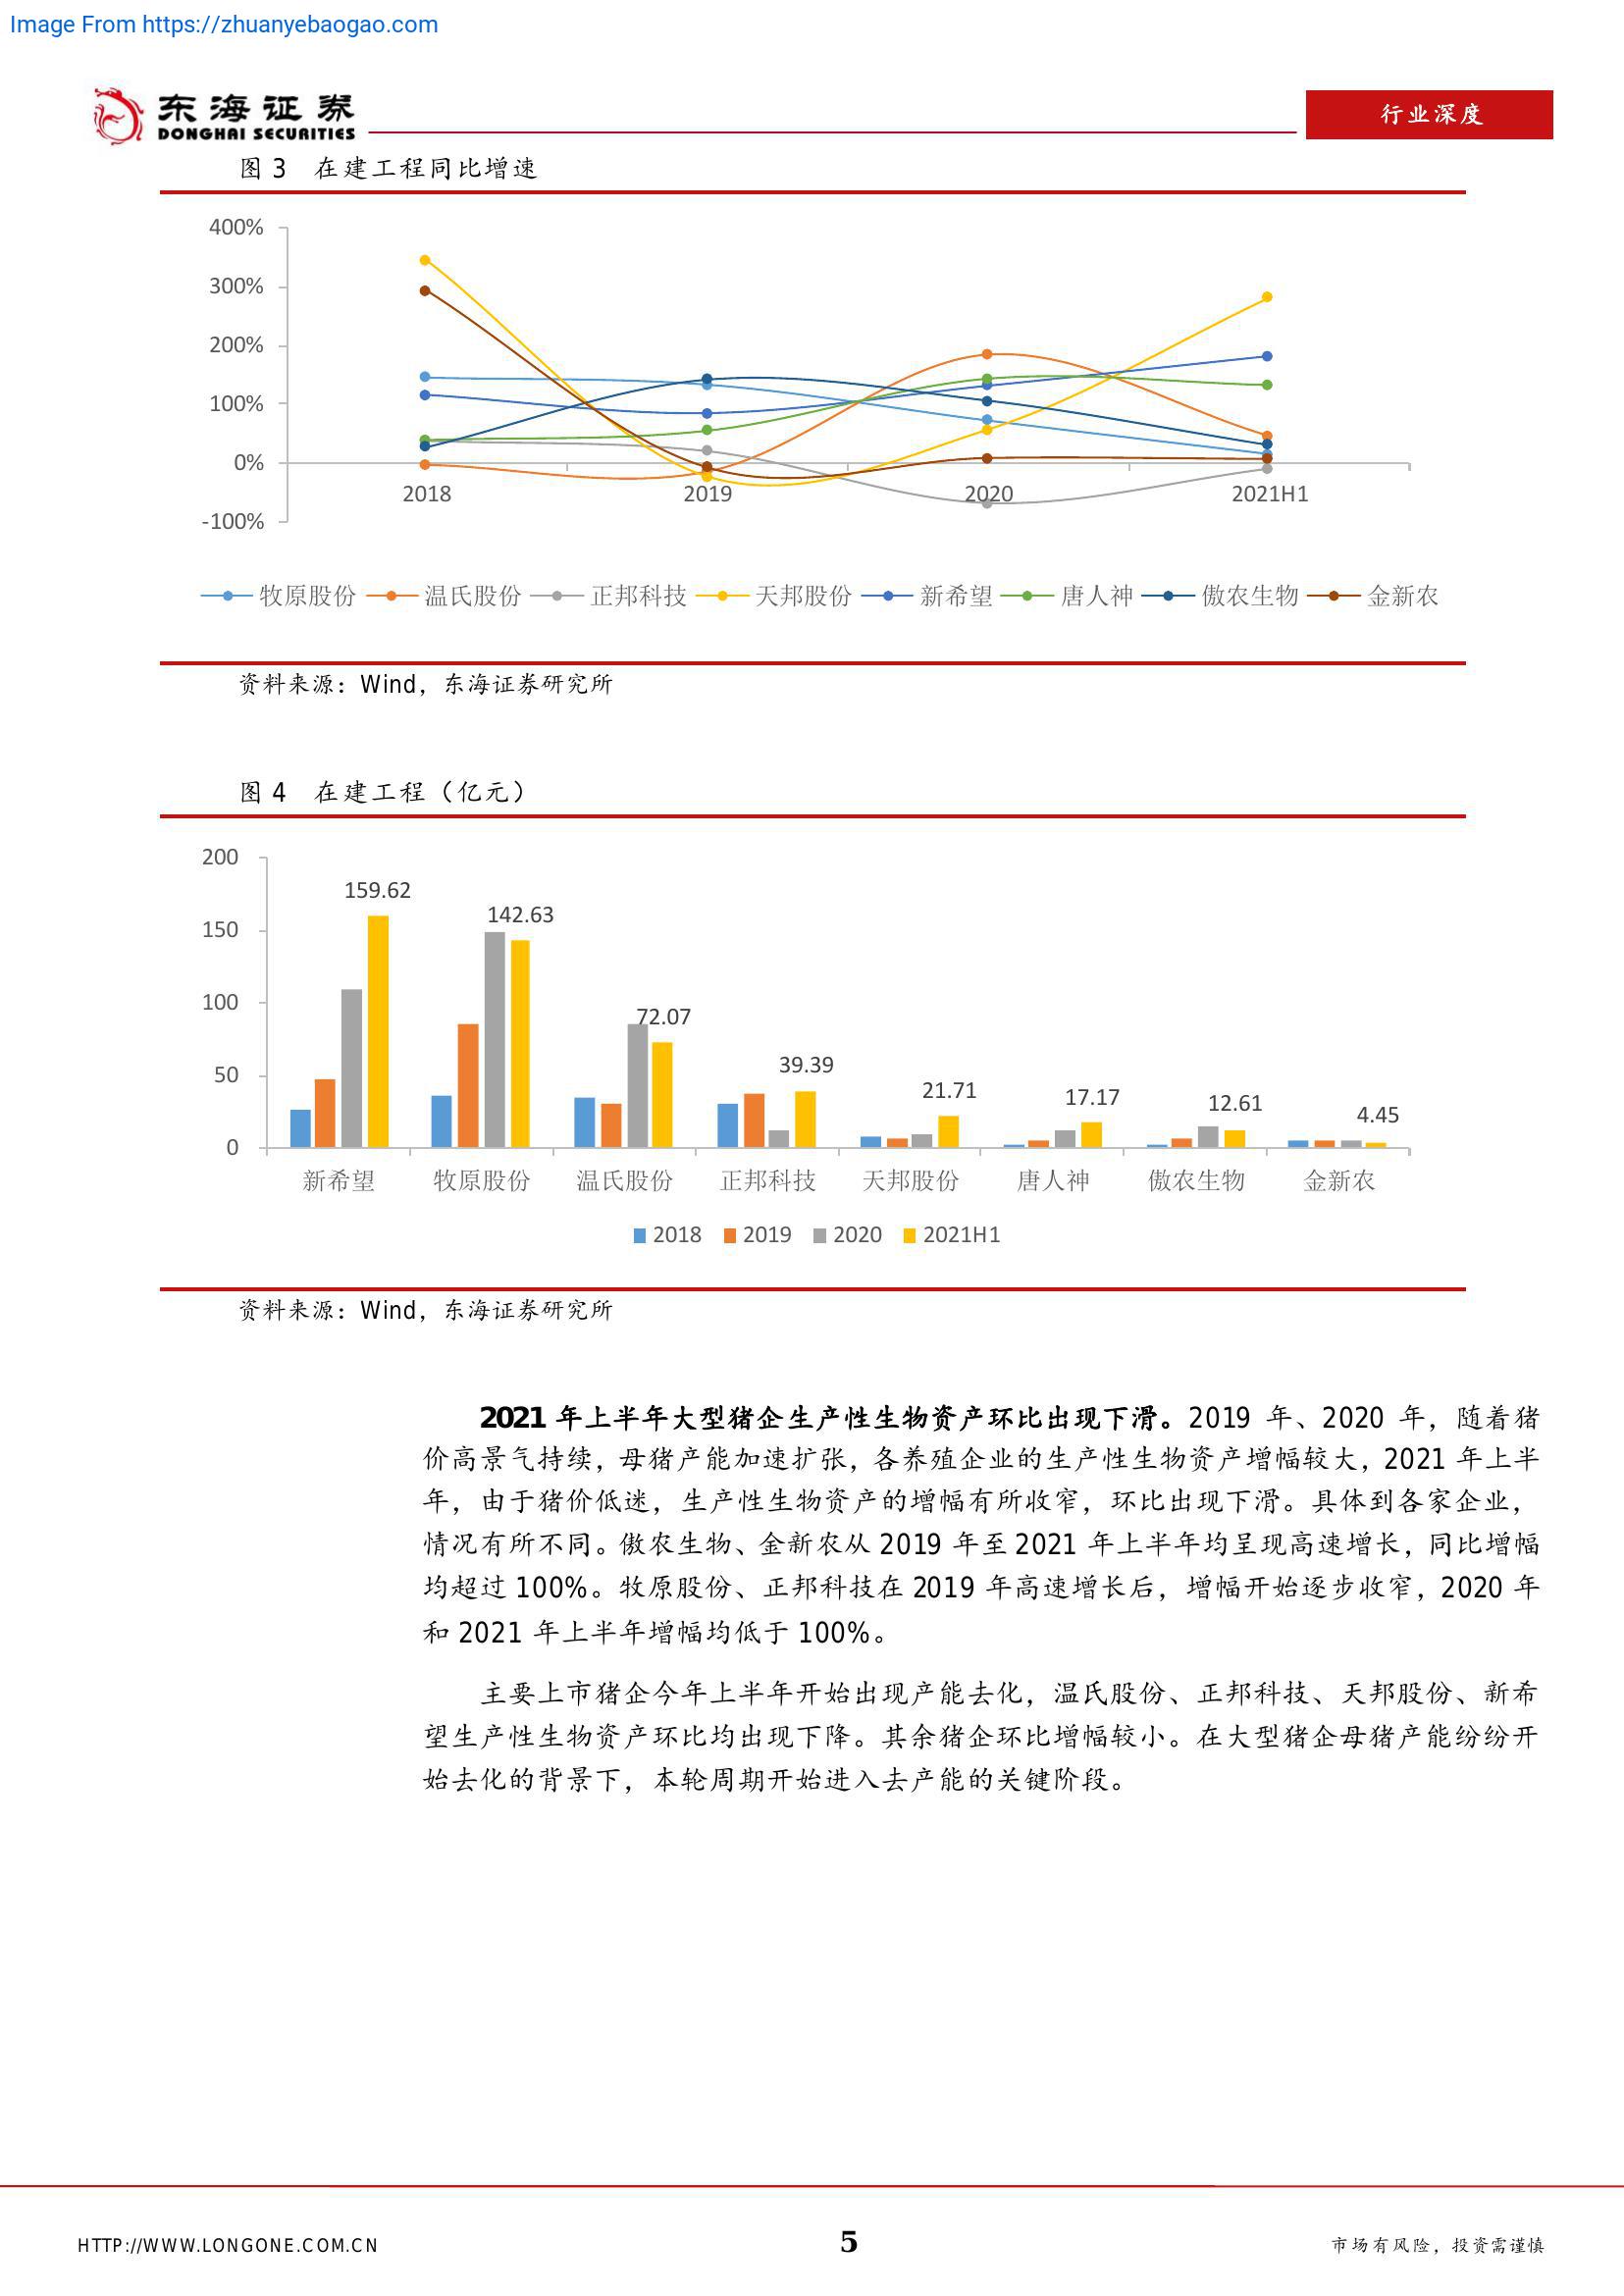 Image From https://zhuanyebaogao.com
东海证券
DONGHAI SECURITIES
行业深度
图 3 在建工程同比增速
400%
300%
200%
100%
0%
-100%
2018 2019 2020 2021H1
牧原股份 温氏股份 正邦科技 天邦股份 新希望 唐人神 傲农生物 金新农
资料来源：Wind，东海证券研究所
图 4 在建工程（亿元）
200
150
100
50
0
159.62
142.63
72.07
39.39
21.71
17.17
12.61
4.45
新希望 牧原股份 温氏股份 正邦科技 天邦股份 唐人神 傲农生物 金新农
2018 2019 2020 2021H1
资料来源：Wind，东海证券研究所
2021 年上半年大型猪企生产性生物资产环比出现下滑。2019 年、2020 年，随着猪
价高景气持续，母猪产能加速扩张，各养殖企业的生产性生物资产增幅较大，2021 年上半
年，由于猪价低迷，生产性生物资产的增幅有所收窄，环比出现下滑。具体到各家企业，
情况有所不同。傲农生物、金新农从 2019 年至 2021 年上半年均呈现高速增长，同比增幅
均超过 100%。牧原股份、正邦科技在 2019 年高速增长后，增幅开始逐步收窄，2020 年
和 2021 年上半年增幅均低于 100%。
主要上市猪企今年上半年开始出现产能去化，温氏股份、正邦科技、天邦股份、新希
望生产性生物资产环比均出现下降。其余猪企环比增幅较小。在大型猪企母猪产能纷纷开
始去化的背景下，本轮周期开始进入去产能的关键阶段。
HTTP://WWW.LONGONE.COM.CN
5
市场有风险，投资需谨慎